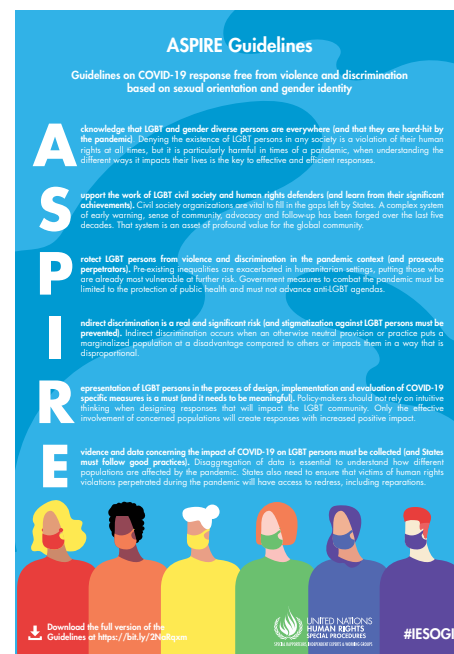 ASPIRE Guidelines
Guidelines on COVID-19 response free from violence and discrimination
based on sexual orientation and gender identity
Acknowledge that LGBT and gender diverse persons are everywhere (and that they are hard-hit by
the pandemic). Denying the existence of LGBT persons in any society is a violation of their human
rights at all times, but it is particularly harmful in times of a pandemic, when understanding the
different ways it impacts their lives is the key to effective and efficient responses.
Support the work of LGBT civil society and human rights defenders (and learn from their significant
achievements). Civil society organizations are vital to fill in the gaps left by States. A complex system
of early warning, sense of community, advocacy and follow-up has been forged over the last five
decades. That system is an asset of profound value for the global community.
Protect LGBT persons from violence and discrimination in the pandemic context (and prosecute
perpetrators). Pre-existing inequalities are exacerbated in humanitarian settings, putting those who
are already most vulnerable at further risk. Government measures to combat the pandemic must be
limited to the protection of public health and must not advance anti-LGBT agendas.
Indirect discrimination is a real and significant risk (and stigmatization against LGBT persons must be
prevented). Indirect discrimination occurs when an otherwise neutral provision or practice puts a
marginalized population at a disadvantage compared to others or impacts them in a way that is
disproportional.
Representation of LGBT persons in the process of design, implementation and evaluation of COVID-19
specific measures is a must (and it needs to be meaningful). Policy-makers should not rely on intuitive
thinking when designing responses that will impact the LGBT community. Only the effective
involvement of concerned populations will create responses with increased positive impact.
Evidence and data concerning the impact of COVID-19 on LGBT persons must be collected (and States
must follow good practices). Disaggregation of data is essential to understand how different
populations are affected by the pandemic. States also need to ensure that victims of human rights
violations perpetrated during the pandemic will have access to redress, including reparations.
Download the full version of the
Guidelines at https://bit.ly/
UNITED NATIONS
HUMAN RIGHTS
SPECIAL PROCEDURES
SPECIAL RAPPORTEURS, INDEPENDENT EXPERTS & WORKING GROUPS
#IESOGI